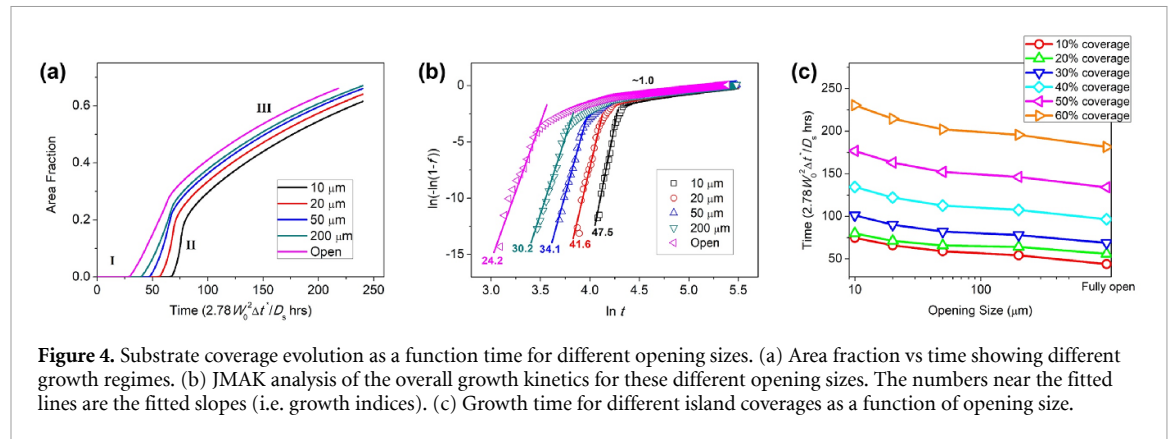 (a)
Area Fraction
0.6
0.4
0.2
0.0
I
II
III
10 μm
20 μm
50 μm
200 μm
Open
0 50 100 150 200 250
Time (2.78W₀²Δt*/Dₛ hrs)
(b)
ln(-ln(1-f))
0
-5
-10
-15
~1.0
24.2
30.2
34.1
41.6
47.5
10 μm
20 μm
50 μm
200 μm
Open
3.0 3.5 4.0 4.5 5.0 5.5
ln t
(c)
10% coverage
20% coverage
30% coverage
40% coverage
50% coverage
60% coverage
Time (2.78W₀²Δt*/Dₛ hrs)
250
200
150
100
50
10 100 Fully open
Opening Size (μm)
Figure 4. Substrate coverage evolution as a function time for different opening sizes. (a) Area fraction vs time showing different
growth regimes. (b) JMAK analysis of the overall growth kinetics for these different opening sizes. The numbers near the fitted
lines are the fitted slopes (i.e. growth indices). (c) Growth time for different island coverages as a function of opening size.